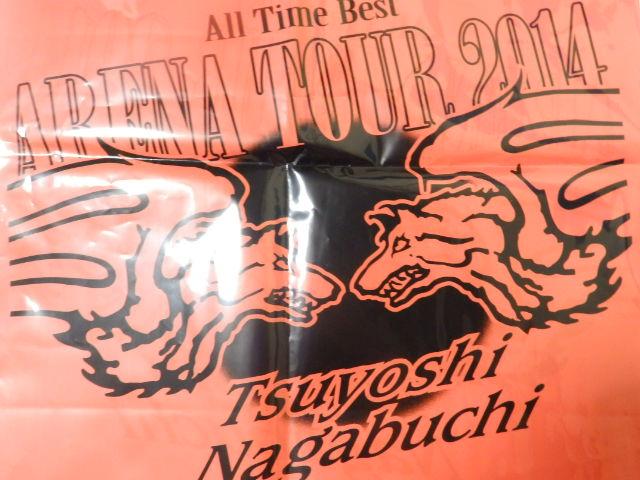 All Time Best
ARENA TOUR 2014
Tsuyoshi
Nagabuchi